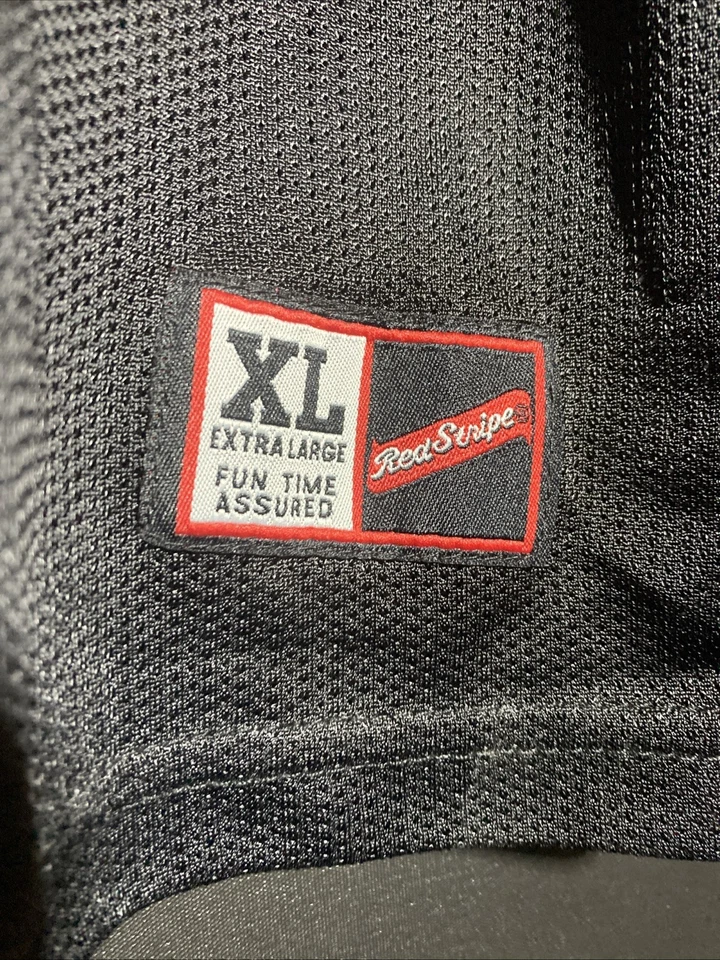 XL
EXTRA LARGE
FUN TIME
ASSURED
Red Stripe®